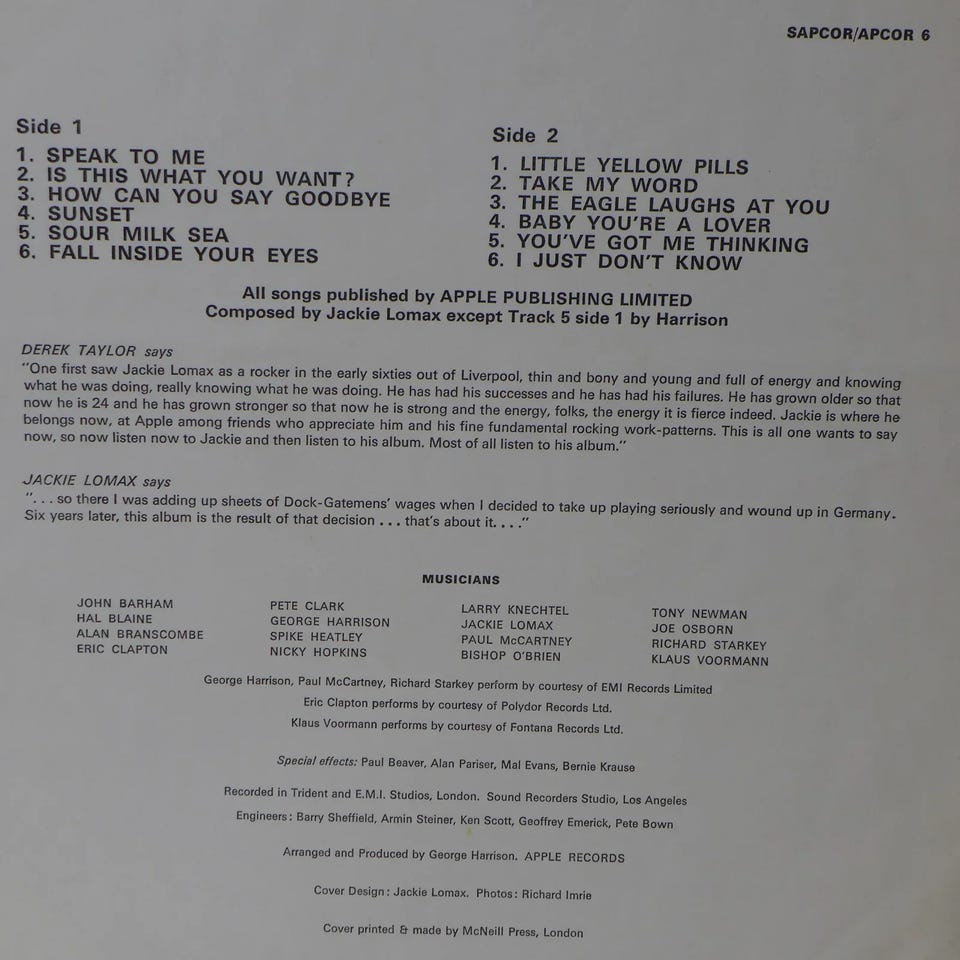 SAPCOR/APCOR 6
Side 1
1. SPEAK TO ME
2. IS THIS WHAT YOU WANT?
3. HOW CAN YOU SAY GOODBYE
4. SUNSET
5. SOUR MILK SEA
6. FALL INSIDE YOUR EYES
Side 2
1. LITTLE YELLOW PILLS
2. TAKE MY WORD
3. THE EAGLE LAUGHS AT YOU
4. BABY YOU'RE A LOVER
5. YOU'VE GOT ME THINKING
6. I JUST DON'T KNOW
All songs published by APPLE PUBLISHING LIMITED
Composed by Jackie Lomax except Track 5 side 1 by Harrison
DEREK TAYLOR says
"One first saw Jackie Lomax as a rocker in the early sixties out of Liverpool, thin and bony and young and full of energy and knowing
what he was doing, really knowing what he was doing. He has had his successes and he has had his failures. He has grown older so that
now he is 24 and he has grown stronger so that now he is strong and the energy, folks, the energy it is fierce indeed. Jackie is where he
belongs now, at Apple among friends who appreciate him and his fine fundamental rocking work-patterns. This is all one wants to say
now, so now listen now to Jackie and then listen to his album. Most of all listen to his album."
JACKIE LOMAX says
". . . so there I was adding up sheets of Dock-Gatemens' wages when I decided to take up playing seriously and wound up in Germany.
Six years later, this album is the result of that decision . . . that's about it. . . ."
MUSICIANS
JOHN BARHAM
HAL BLAINE
ALAN BRANSCOMBE
ERIC CLAPTON
PETE CLARK
GEORGE HARRISON
SPIKE HEATLEY
NICKY HOPKINS
LARRY KNECHTEL
JACKIE LOMAX
PAUL McCARTNEY
BISHOP O'BRIEN
TONY NEWMAN
JOE OSBORN
RICHARD STARKEY
KLAUS VOORMANN
George Harrison, Paul McCartney, Richard Starkey perform by courtesy of EMI Records Limited
Eric Clapton performs by courtesy of Polydor Records Ltd.
Klaus Voormann performs by courtesy of Fontana Records Ltd.
Special effects: Paul Beaver, Alan Pariser, Mal Evans, Bernie Krause
Recorded in Trident and E.M.I. Studios, London. Sound Recorders Studio, Los Angeles
Engineers: Barry Sheffield, Armin Steiner, Ken Scott, Geoffrey Emerick, Pete Bown
Arranged and Produced by George Harrison. APPLE RECORDS
Cover Design: Jackie Lomax. Photos: Richard Imrie
Cover printed & made by McNeill Press, London